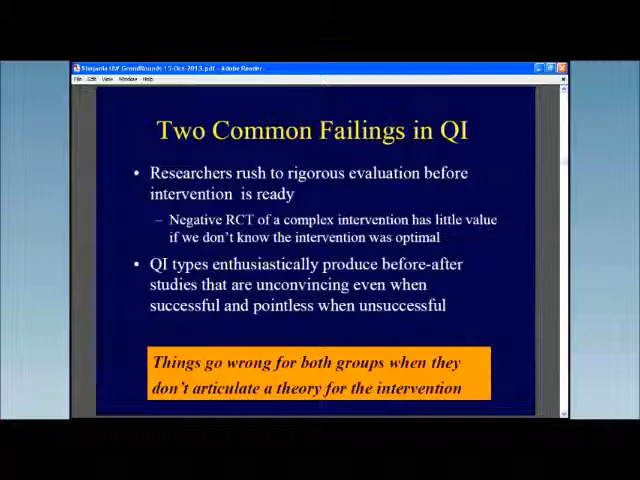 Shojania UW GrandRounds 15-Oct-2013.pdf - Adobe Reader
File Edit View Window Help
Two Common Failings in QI
• Researchers rush to rigorous evaluation before
intervention is ready
– Negative RCT of a complex intervention has little value
if we don't know the intervention was optimal
• QI types enthusiastically produce before-after
studies that are unconvincing even when
successful and pointless when unsuccessful
Things go wrong for both groups when they
don't articulate a theory for the intervention